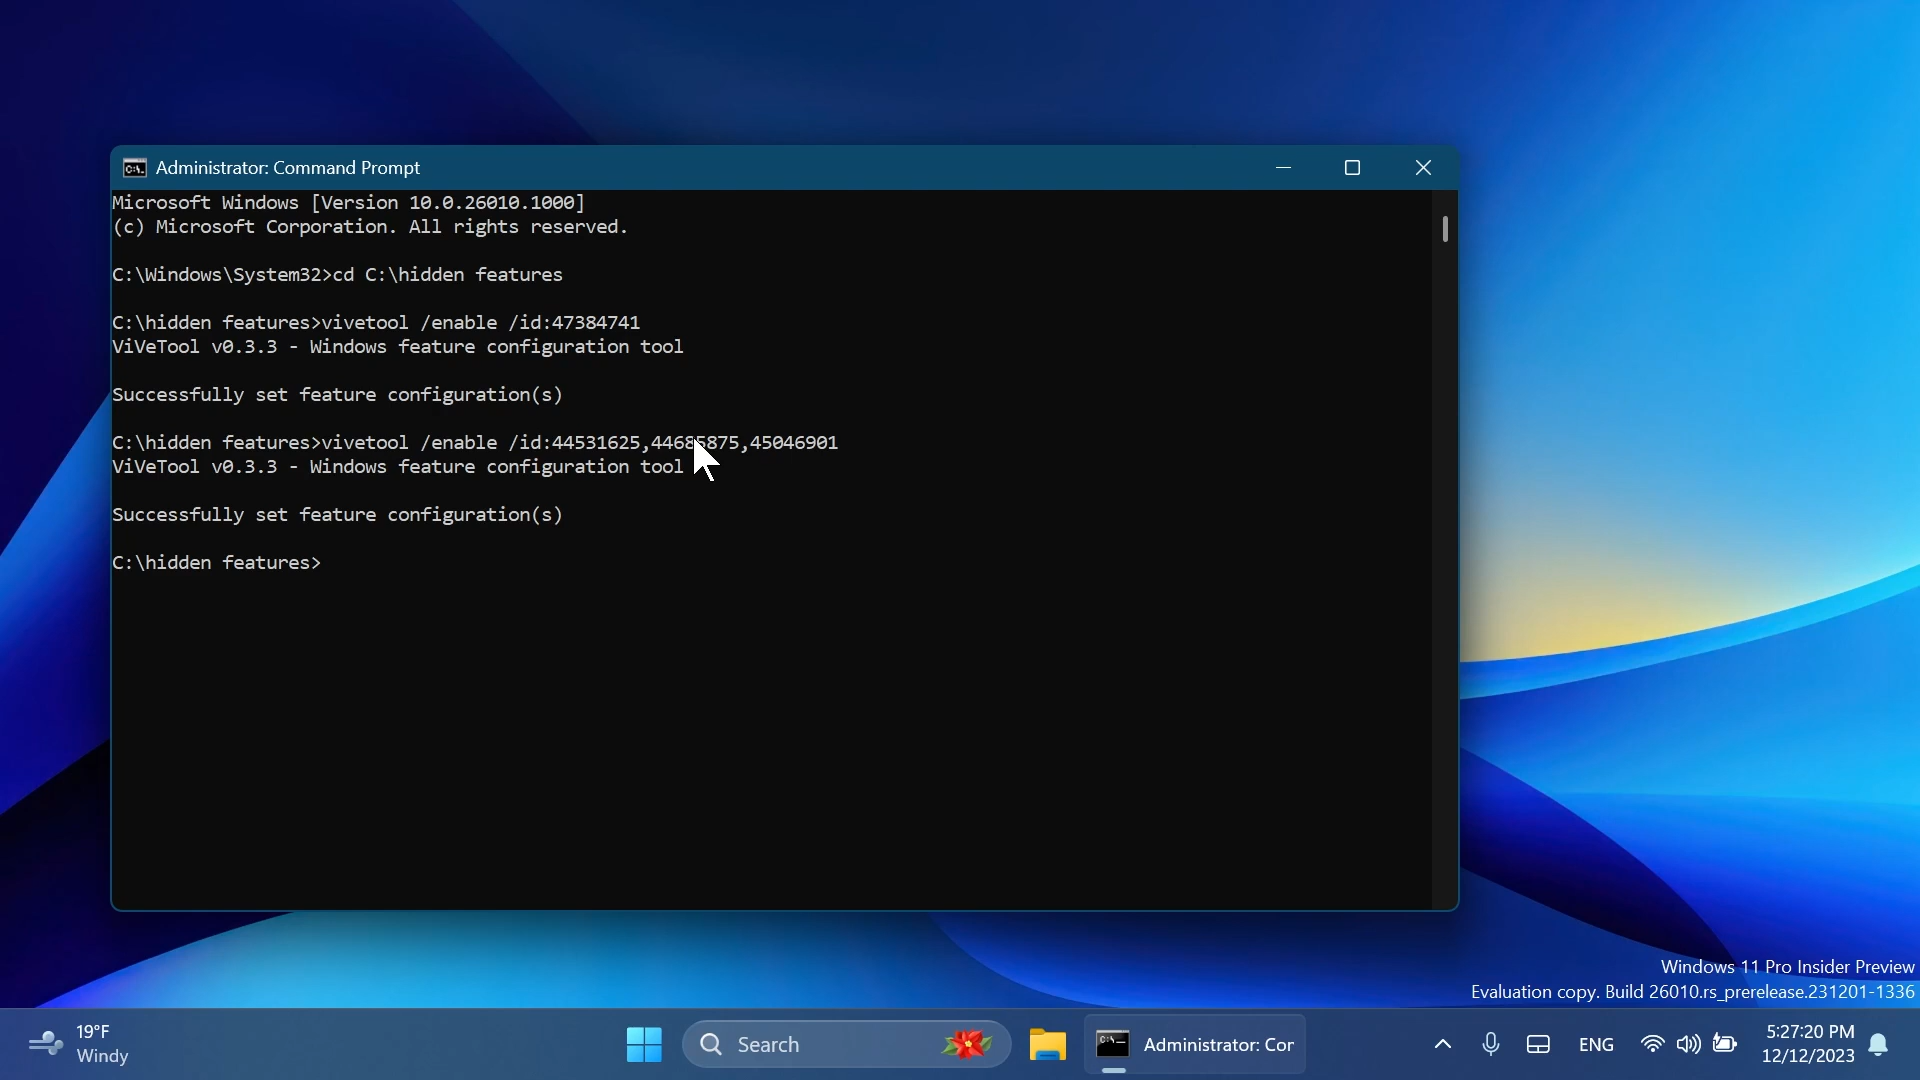 Administrator: Command Prompt
Microsoft Windows [Version 10.0.26010.1000]
(c) Microsoft Corporation. All rights reserved.
C:\Windows\System32>cd C:\hidden features
C:\hidden features>vivetool /enable /id:47384741
ViVeTool v0.3.3 - Windows feature configuration tool
Successfully set feature configuration(s)
C:\hidden features>vivetool /enable /id:44531625,44685875,45046901
ViVeTool v0.3.3 - Windows feature configuration tool
Successfully set feature configuration(s)
C:\hidden features>
Windows 11 Pro Insider Preview
Evaluation copy. Build 26010.rs_prerelease.231201-1336
19°F
Windy
Search
Administrator: Cor
ENG
5:27:20 PM
12/12/2023